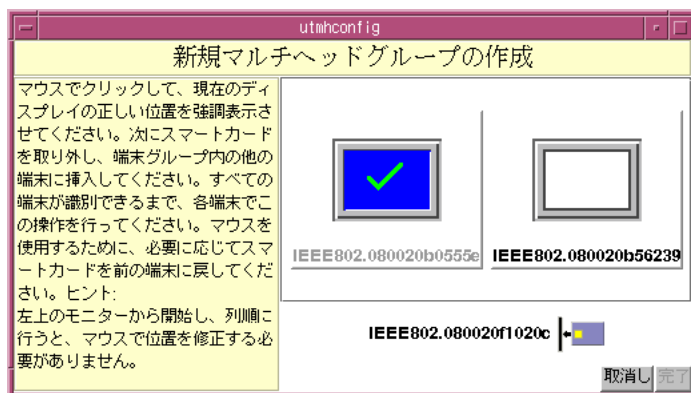 utmhconfig
新規マルチヘッドグループの作成
マウスでクリックして、現在のディ
スプレイの正しい位置を強調表示さ
せてください。次にスマートカード
を取り外し、端末グループ内の他の
端末に挿入してください。すべての
端末が識別できるまで、各端末でこ
の操作を行ってください。マウスを
使用するために、必要に応じてスマ
ートカードを前の端末に戻してくだ
さい。ヒント:
左上のモニターから開始し、列順に
行うと、マウスで位置を修正する必
要がありません。
IEEE802.080020b0555e
IEEE802.080020b56239
IEEE802.080020f1020c
取消し
完了